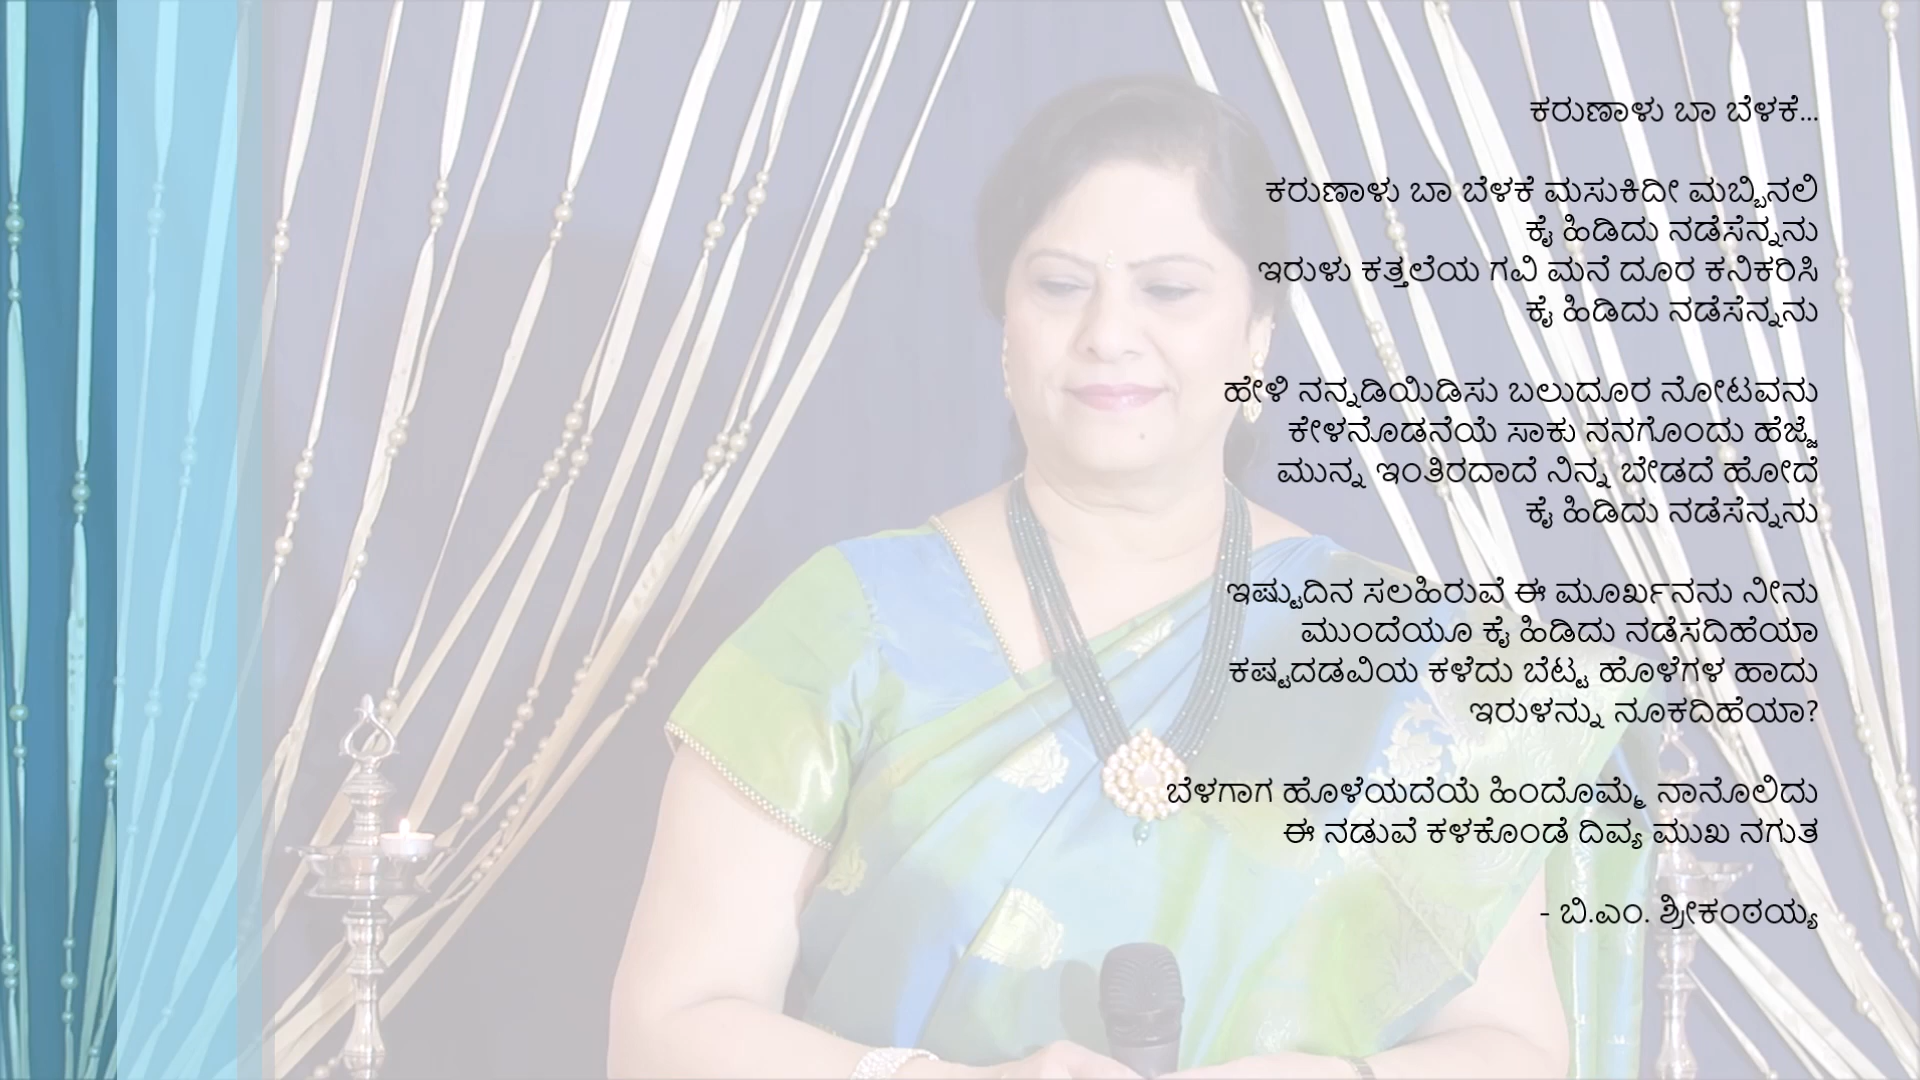 ಕರುಣಾಳು ಬಾ ಬೆಳಕೆ...
ಕರುಣಾಳು ಬಾ ಬೆಳಕೆ ಮಸುಕಿದೀ ಮಬ್ಬಿನಲಿ
ಕೈ ಹಿಡಿದು ನಡೆಸೆನ್ನನು
ಇರುಳು ಕತ್ತಲೆಯ ಗವಿ ಮನೆ ದೂರ ಕನಿಕರಿಸಿ
ಕೈ ಹಿಡಿದು ನಡೆಸೆನ್ನನು
ಹೇಳಿ ನನ್ನಡಿಯಿಡಿಸು ಬಲುದೂರ ನೋಟವನು
ಕೇಳನೊಡನೆಯೆ ಸಾಕು ನನಗೊಂದು ಹೆಜ್ಜೆ
ಮುನ್ನ ಇಂತಿರದಾದೆ ನಿನ್ನ ಬೇಡದೆ ಹೋದೆ
ಕೈ ಹಿಡಿದು ನಡೆಸೆನ್ನನು
ಇಷ್ಟುದಿನ ಸಲಹಿರುವೆ ಈ ಮೂರ್ಖನನು ನೀನು
ಮುಂದೆಯೂ ಕೈ ಹಿಡಿದು ನಡೆಸದಿಹೆಯಾ
ಕಷ್ಟದಡವಿಯ ಕಳೆದು ಬೆಟ್ಟ ಹೊಳೆಗಳ ಹಾದು
ಇರುಳನ್ನು ನೂಕದಿಹೆಯಾ?
ಬೆಳಗಾಗ ಹೊಳೆಯದೆಯೆ ಹಿಂದೊಮ್ಮೆ ನಾನೊಲಿದು
ಈ ನಡುವೆ ಕಳಕೊಂಡೆ ದಿವ್ಯ ಮುಖ ನಗುತ
- ಬಿ.ಎಂ. ಶ್ರೀಕಂಠಯ್ಯ